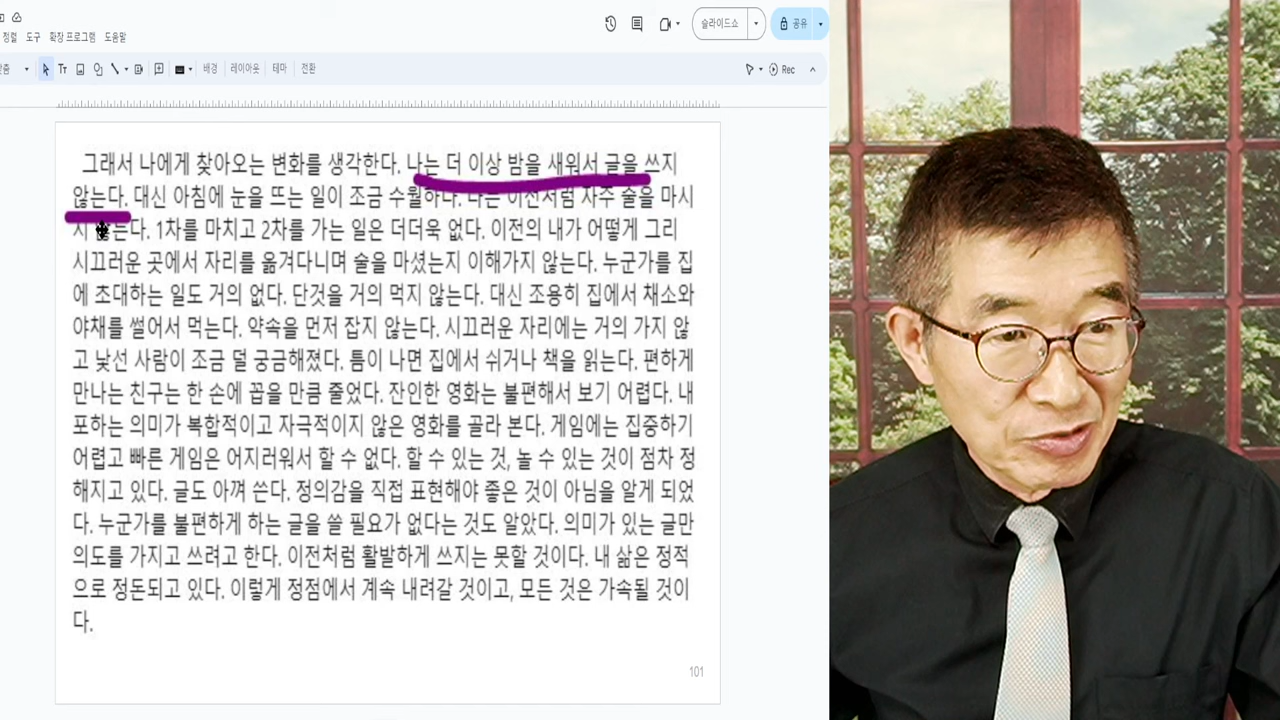 정렬 도구 확장 프로그램 도움말
슬라이드쇼
공유
배경 레이아웃 테마 전환
Rec
그래서 나에게 찾아오는 변화를 생각한다. 나는 더 이상 밤을 새워서 글을 쓰지
않는다. 대신 아침에 눈을 뜨는 일이 조금 수월하다. 나는 이전처럼 자주 술을 마시
지 않는다. 1차를 마치고 2차를 가는 일은 더더욱 없다. 이전의 내가 어떻게 그리
시끄러운 곳에서 자리를 옮겨다니며 술을 마셨는지 이해가지 않는다. 누군가를 집
에 초대하는 일도 거의 없다. 단것을 거의 먹지 않는다. 대신 조용히 집에서 채소와
야채를 썰어서 먹는다. 약속을 먼저 잡지 않는다. 시끄러운 자리에는 거의 가지 않
고 낯선 사람이 조금 덜 궁금해졌다. 틈이 나면 집에서 쉬거나 책을 읽는다. 편하게
만나는 친구는 한 손에 꼽을 만큼 줄었다. 잔인한 영화는 불편해서 보기 어렵다. 내
포하는 의미가 복합적이고 자극적이지 않은 영화를 골라 본다. 게임에는 집중하기
어렵고 빠른 게임은 어지러워서 할 수 없다. 할 수 있는 것, 놀 수 있는 것이 점차 정
해지고 있다. 글도 아껴 쓴다. 정의감을 직접 표현해야 좋은 것이 아님을 알게 되었
다. 누군가를 불편하게 하는 글을 쓸 필요가 없다는 것도 알았다. 의미가 있는 글만
의도를 가지고 쓰려고 한다. 이전처럼 활발하게 쓰지는 못할 것이다. 내 삶은 정적
으로 정돈되고 있다. 이렇게 정점에서 계속 내려갈 것이고, 모든 것은 가속될 것이
다.
101